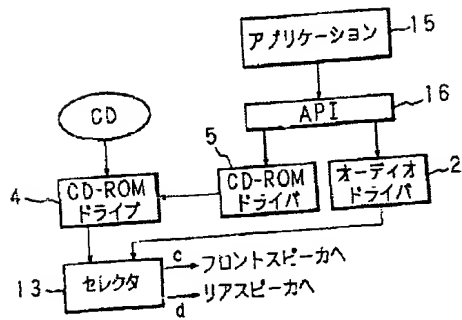 アプリケーション
15
API
16
CD
5
CD-ROM
ドライバ
オーディオ
ドライバ
2
4
CD-ROM
ドライブ
13
セレクタ
c
フロントスピーカへ
d
リアスピーカへ